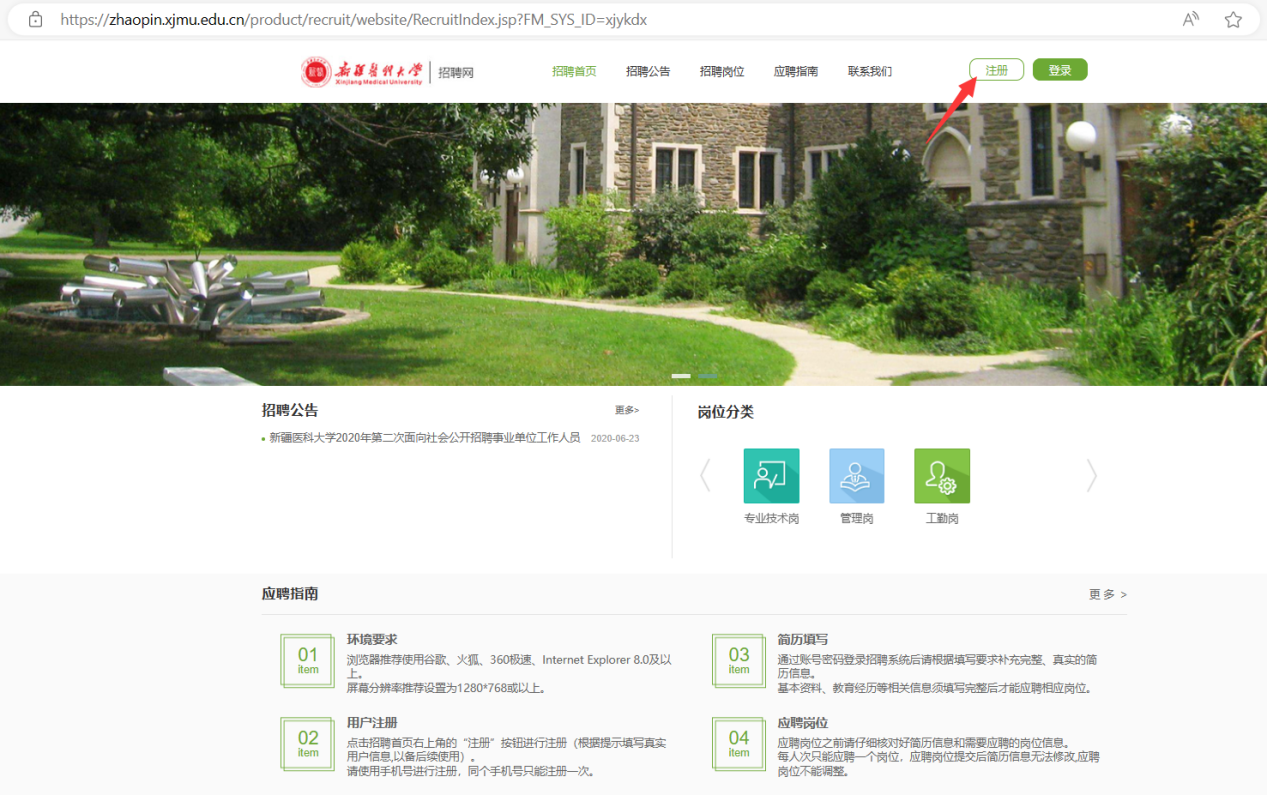 https://zhaopin.xjmu.edu.cn/product/recruit/website/RecruitIndex.jsp?FM_SYS_ID=xjykdx
新疆医科大学
Xinjiang Medical University
招聘网
招聘首页 招聘公告 招聘岗位 应聘指南 联系我们
注册 登录
招聘公告 更多>
新疆医科大学2020年第二次面向社会公开招聘事业单位工作人员 2020-06-23
岗位分类
专业技术岗 管理岗 工勤岗
应聘指南 更多 >
01
item
环境要求
浏览器推荐使用谷歌、火狐、360极速、Internet Explorer 8.0及以
上。
屏幕分辨率推荐设置为1280*768或以上。
03
item
简历填写
通过账号密码登录招聘系统后请根据填写要求补充完整、真实的简
历信息。
基本资料、教育经历等相关信息须填写完整后才能应聘相应岗位。
02
item
用户注册
点击招聘首页右上角的“注册”按钮进行注册（根据提示填写真实
用户信息,以备后续使用）。
请使用手机号进行注册，同个手机号只能注册一次。
04
item
应聘岗位
应聘岗位之前请仔细核对好简历信息和需要应聘的岗位信息。
每人次只能应聘一个岗位，应聘岗位提交后简历信息无法修改,应聘
岗位不能调整。